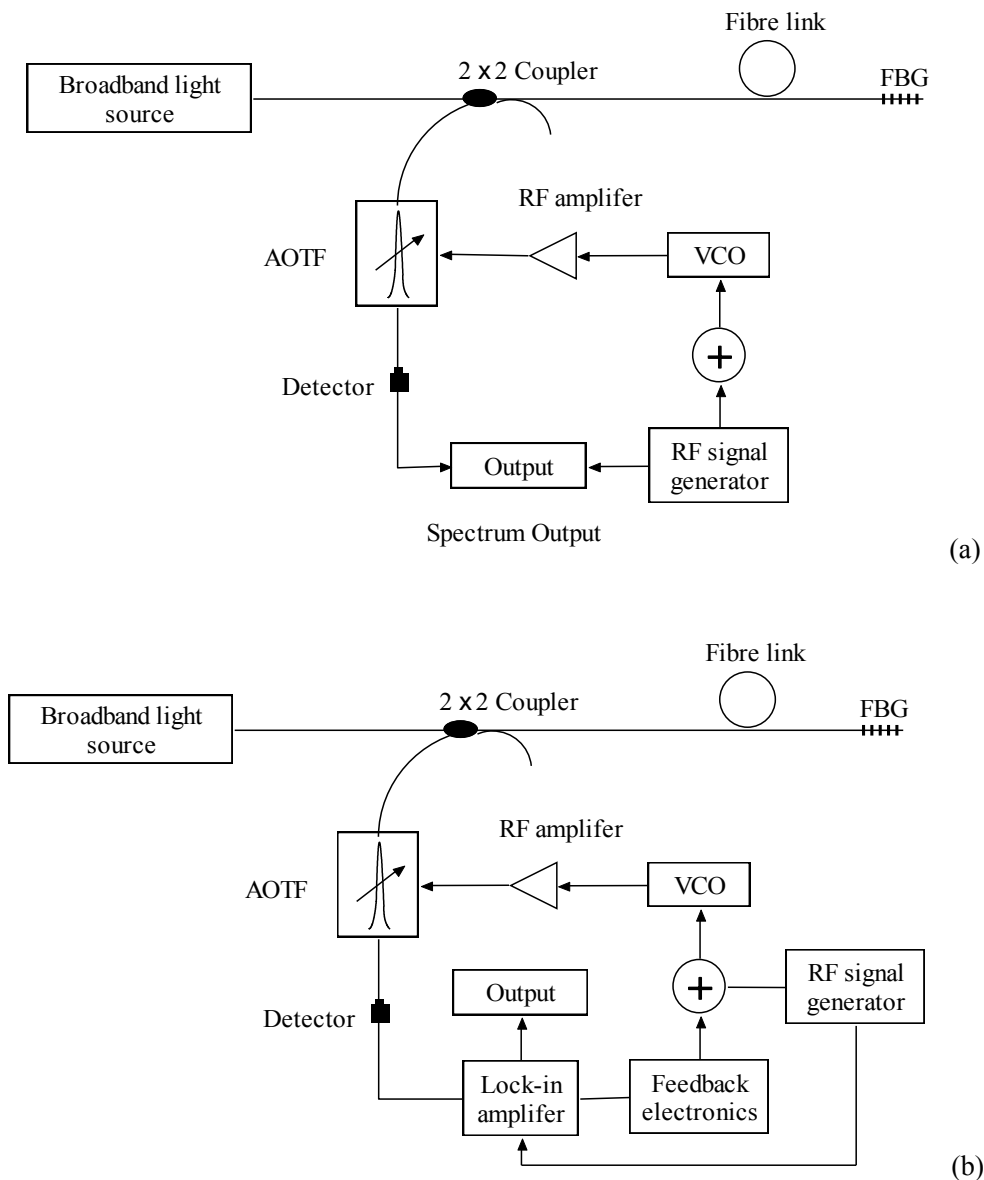 Fibre link
2 x 2 Coupler
FBG
Broadband light
source
RF amplifer
AOTF
VCO
+
Detector
Output
RF signal
generator
Spectrum Output
(a)
Fibre link
2 x 2 Coupler
FBG
Broadband light
source
RF amplifer
AOTF
VCO
+
RF signal
generator
Output
Detector
Lock-in
amplifer
Feedback
electronics
(b)